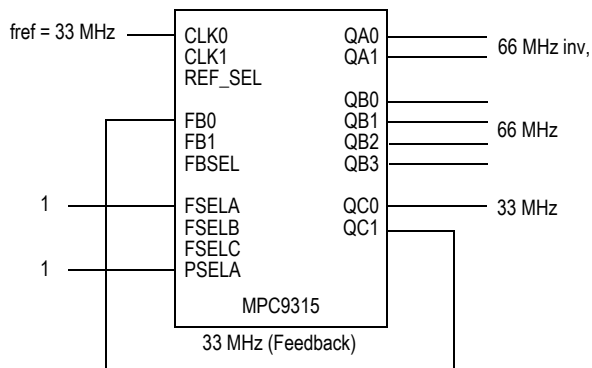 fref = 33 MHz
CLK0
CLK1
REF_SEL
FB0
FB1
FBSEL
1
FSELA
FSELB
FSELC
1
PSELA
QA0
QA1
66 MHz inv,
QB0
QB1
QB2
QB3
66 MHz
QC0
QC1
33 MHz
MPC9315
33 MHz (Feedback)